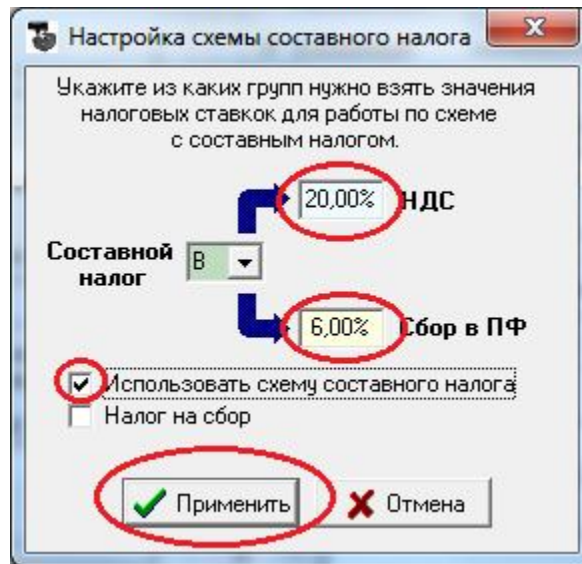 Настройка схемы составного налога
Укажите из каких групп нужно взять значения
налоговых ставкок для работы по схеме
с составным налогом.
20,00% НДС
Составной
налог
В
6,00% Сбор в ПФ
Использовать схему составного налога
Налог на сбор
Применить Отмена